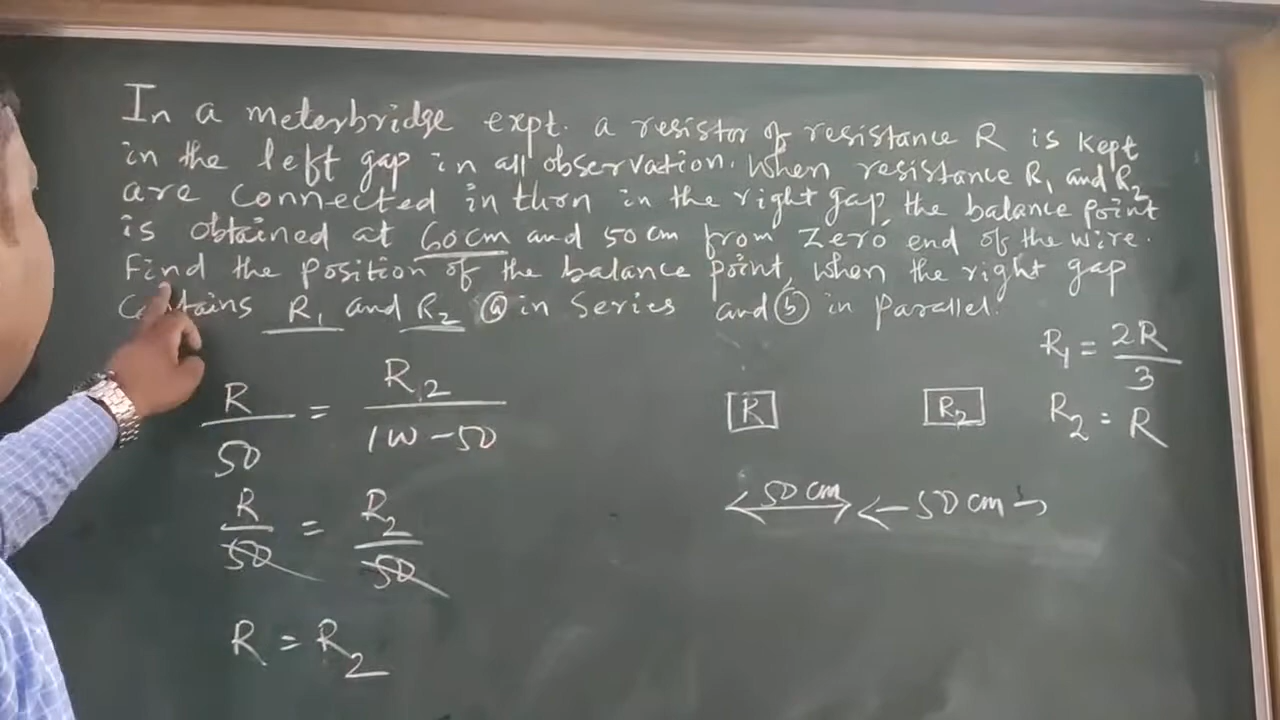 In a meterbridge expt. a resistor of resistance R is kept
in the left gap in all observation. When resistance R₁ and R₂
are connected in thrn in the right gap, the balance point
is obtained at 60cm and 50cm from Zero end of the wire.
Find the position of the balance point, when the right gap
Contains R₁ and R₂ ⓐ in Series and ⓑ in parallel.
R₁ = 2R/3
R₂ = R
R/50 = R₂/(100-50)
R/50 = R₂/50
R = R₂
R R₂
50 cm 50 cm